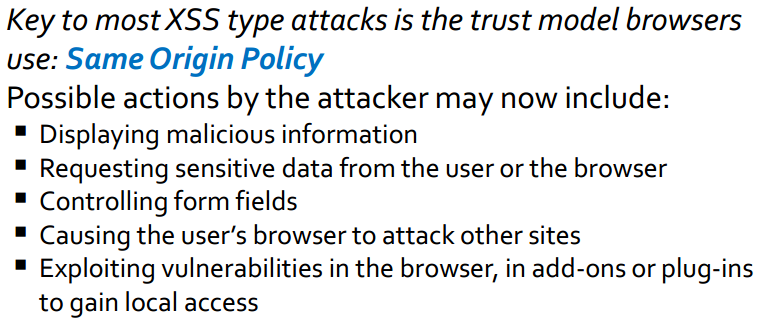 Key to most XSS type attacks is the trust model browsers
use: Same Origin Policy
Possible actions by the attacker may now include:
▪ Displaying malicious information
▪ Requesting sensitive data from the user or the browser
▪ Controlling form fields
▪ Causing the user's browser to attack other sites
▪ Exploiting vulnerabilities in the browser, in add-ons or plug-ins
to gain local access